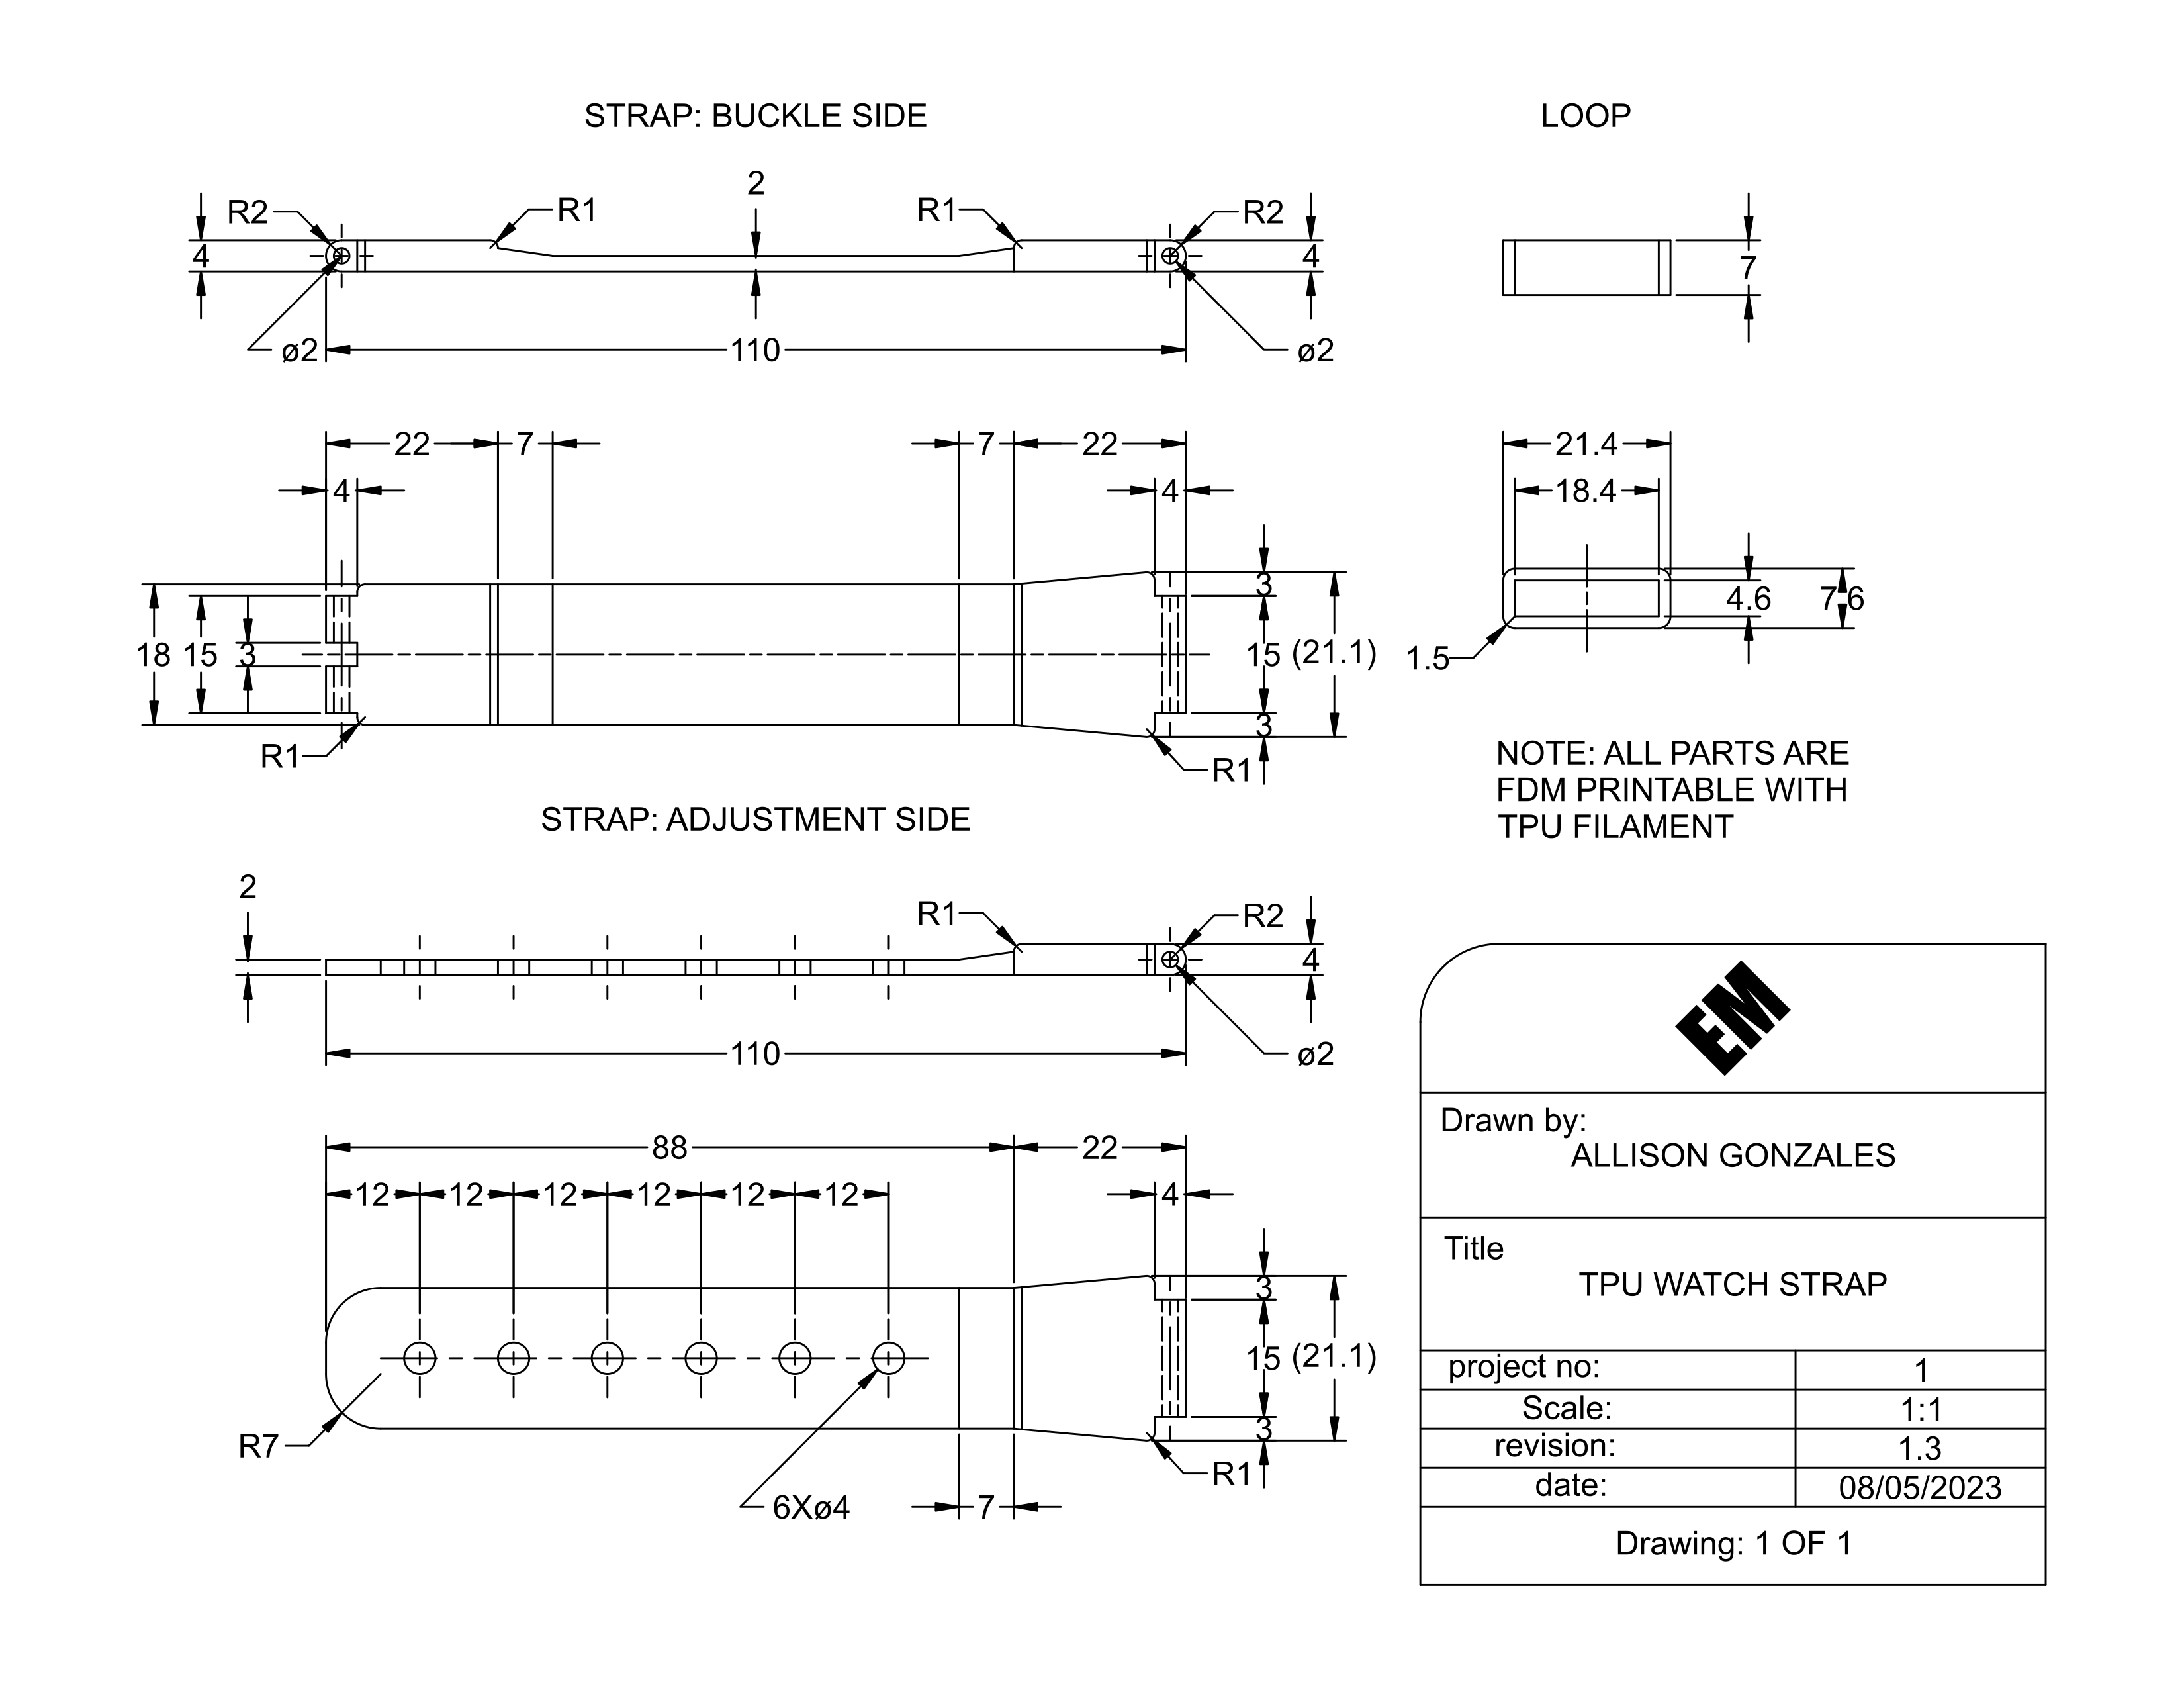 STRAP: BUCKLE SIDE
LOOP
2
R2
R1
R1
R2
4
4
7
ø2
110
ø2
22
7
7
22
21.4
4
4
18.4
3
4.6
7.6
18
15
3
15
(21.1)
1.5
3
R1
R1
NOTE: ALL PARTS ARE
FDM PRINTABLE WITH
TPU FILAMENT
STRAP: ADJUSTMENT SIDE
2
R1
R2
4
110
ø2
88
22
12
12
12
12
12
12
4
3
15
(21.1)
3
R7
R1
6Xø4
7
EM
Drawn by:
ALLISON GONZALES
Title
TPU WATCH STRAP
project no: 1
Scale: 1:1
revision: 1.3
date: 08/05/2023
Drawing: 1 OF 1